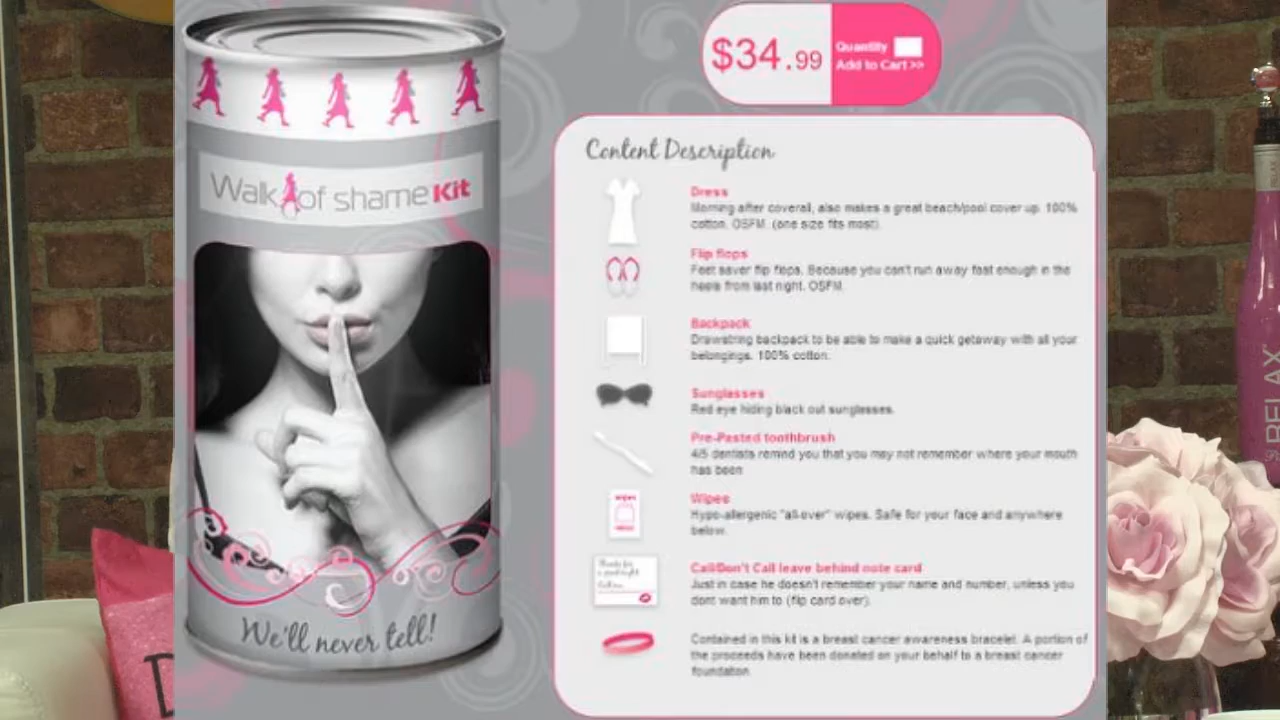 $34.99
Quantity
Add to Cart >>
Walk of shame Kit
We'll never tell!
Content Description
Dress
Morning after coverall, also makes a great beach/pool cover up. 100%
cotton. OSFM. (one size fits most).
Flip flops
Feet saver flip flops. Because you can't run away fast enough in the
heels from last night. OSFM.
Backpack
Drawstring backpack to be able to make a quick getaway with all your
belongings. 100% cotton.
Sunglasses
Red eye hiding black out sunglasses.
Pre-Pasted toothbrush
4/5 dentists remind you that you may not remember where your mouth
has been
Wipes
Hypo-allergenic "all-over" wipes. Safe for your face and anywhere
below.
wipes
Call/Don't Call leave behind note card
Just in case he doesn't remember your name and number, unless you
dont want him to (flip card over).
Thanks for
a good night
Call me
Contained in this kit is a breast cancer awareness bracelet. A portion of
the proceeds have been donated on your behalf to a breast cancer
foundation.
RELAX
D